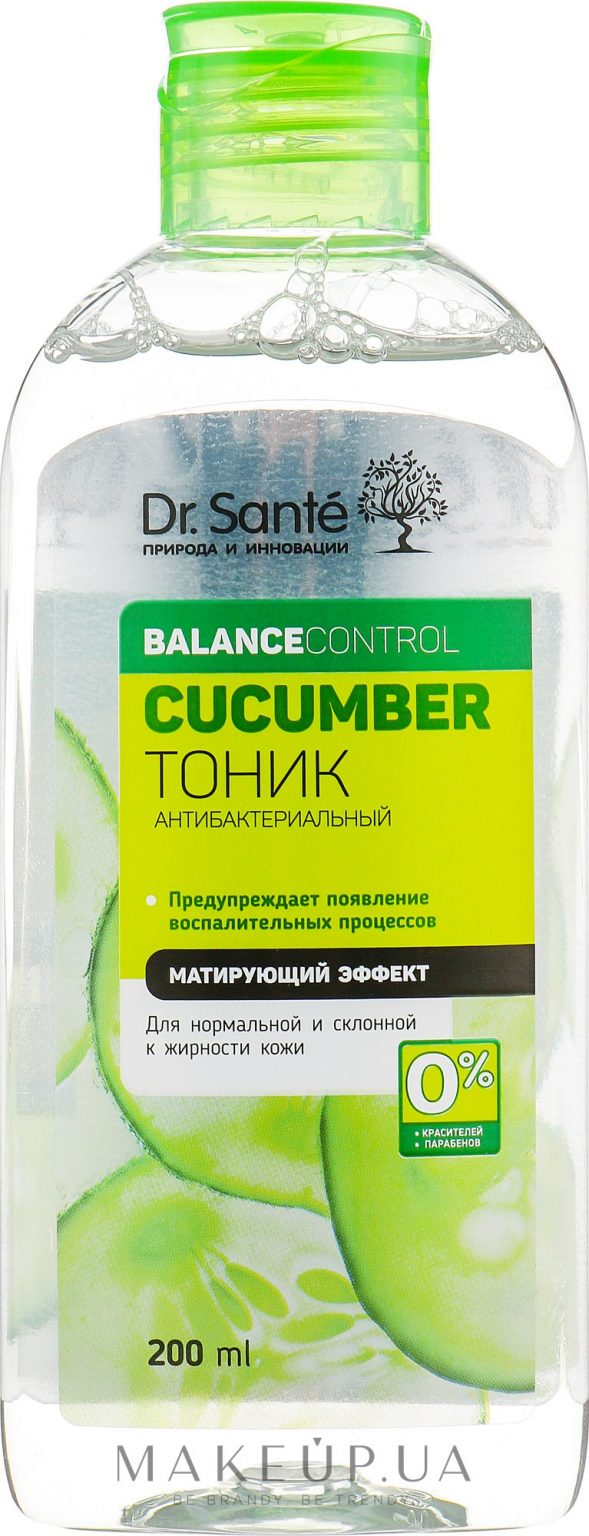 Dr. Santé
ПРИРОДА И ИННОВАЦИИ
BALANCECONTROL
CUCUMBER
ТОНИК
АНТИБАКТЕРИАЛЬНЫЙ
• Предупреждает появление
воспалительных процессов
МАТИРУЮЩИЙ ЭФФЕКТ
Для нормальной и склонной
к жирности кожи
0%
• КРАСИТЕЛЕЙ
• ПАРАБЕНОВ
200 ml
MAKEUP.UA
BE BRANDY. BE TRENDY.